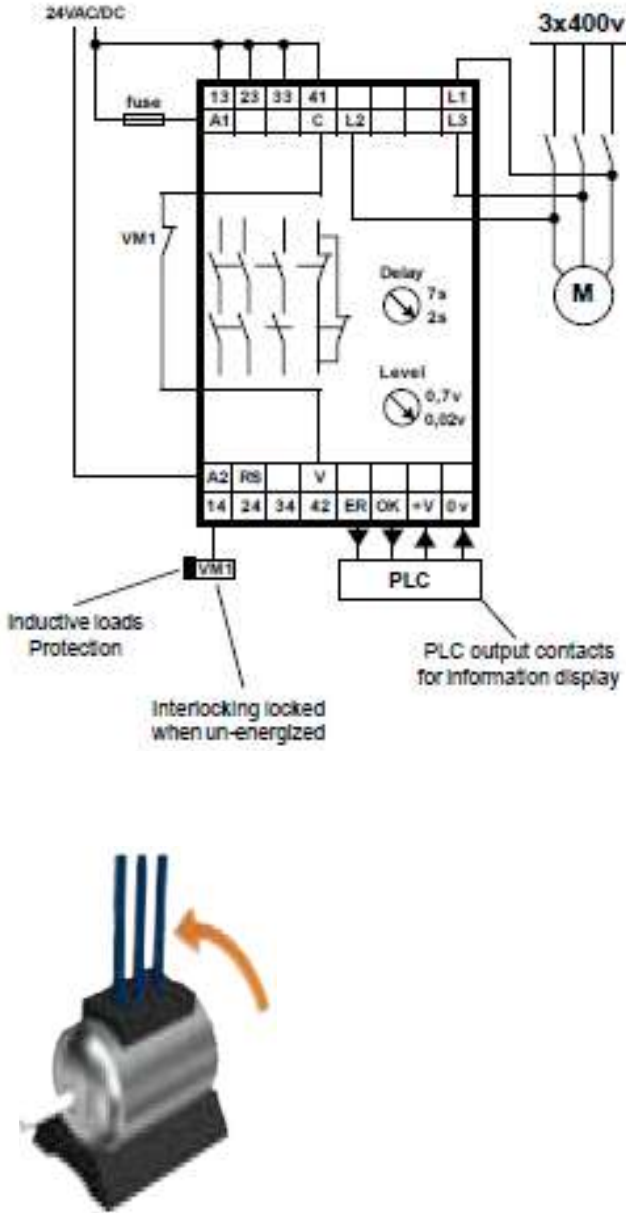 24VAC/DC
3x400v
fuse
13 23 33 41 L1
A1 C L2 L3
VM1
Delay
7s
2s
M
Level
0,7v
0,02v
A2 RS V
14 24 34 42 ER OK +V 0v
VM1
PLC
Inductive loads
Protection
PLC output contacts
for information display
Interlocking locked
when un-energized